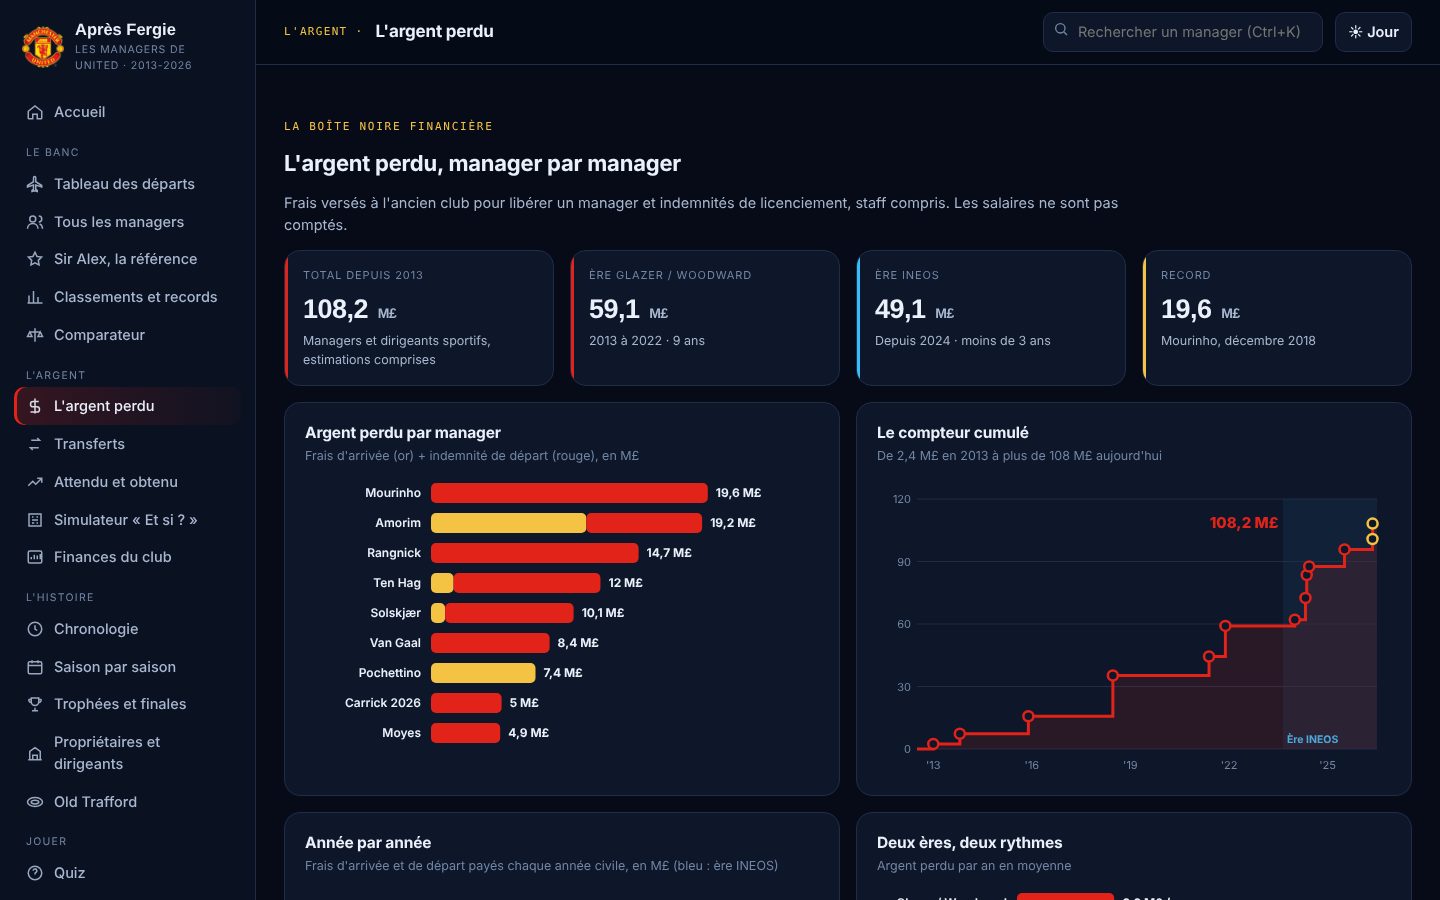 Après Fergie
LES MANAGERS DE
UNITED · 2013-2026
Accueil
LE BANC
Tableau des départs
Tous les managers
Sir Alex, la référence
Classements et records
Comparateur
L'ARGENT
L'argent perdu
Transferts
Attendu et obtenu
Simulateur « Et si ? »
Finances du club
L'HISTOIRE
Chronologie
Saison par saison
Trophées et finales
Propriétaires et
dirigeants
Old Trafford
JOUER
Quiz
L'ARGENT · L'argent perdu
Rechercher un manager (Ctrl+K)
☀ Jour
LA BOÎTE NOIRE FINANCIÈRE
L'argent perdu, manager par manager
Frais versés à l'ancien club pour libérer un manager et indemnités de licenciement, staff compris. Les salaires ne sont pas
comptés.
TOTAL DEPUIS 2013
108,2 M£
Managers et dirigeants sportifs,
estimations comprises
ÈRE GLAZER / WOODWARD
59,1 M£
2013 à 2022 · 9 ans
ÈRE INEOS
49,1 M£
Depuis 2024 · moins de 3 ans
RECORD
19,6 M£
Mourinho, décembre 2018
Argent perdu par manager
Frais d'arrivée (or) + indemnité de départ (rouge), en M£
Mourinho 19,6 M£
Amorim 19,2 M£
Rangnick 14,7 M£
Ten Hag 12 M£
Solskjær 10,1 M£
Van Gaal 8,4 M£
Pochettino 7,4 M£
Carrick 2026 5 M£
Moyes 4,9 M£
Le compteur cumulé
De 2,4 M£ en 2013 à plus de 108 M£ aujourd'hui
120
108,2 M£
90
60
30
Ère INEOS
0
'13 '16 '19 '22 '25
Année par année
Frais d'arrivée et de départ payés chaque année civile, en M£ (bleu : ère INEOS)
Deux ères, deux rythmes
Argent perdu par an en moyenne